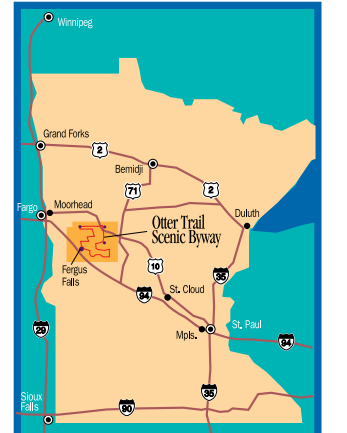 Winnipeg
Grand Forks
2
Bemidji
71
2
Fargo
Moorhead
Otter Trail
Scenic Byway
Duluth
Fergus
Falls
10
35
94
St. Cloud
29
Mpls.
St. Paul
94
Sioux
Falls
90
35